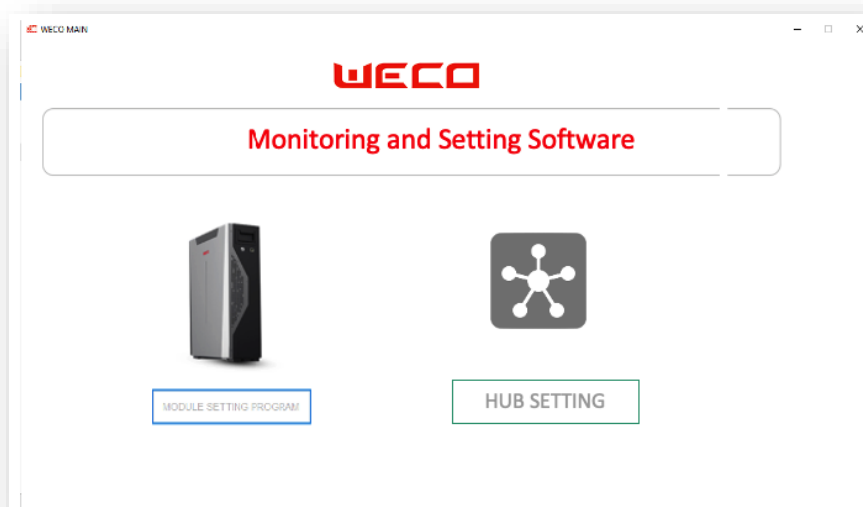 WECO MAIN
WECO
Monitoring and Setting Software
MODULE SETTING PROGRAM
HUB SETTING